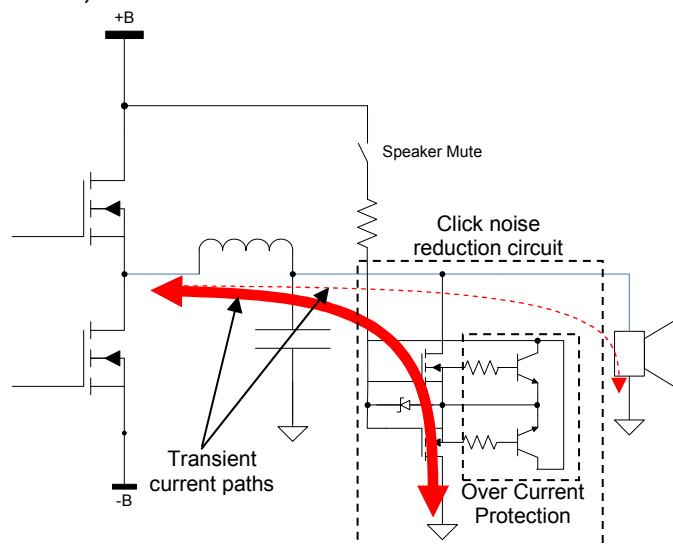 +B
Speaker Mute
Click noise
reduction circuit
Transient
current paths
Over Current
Protection
-B